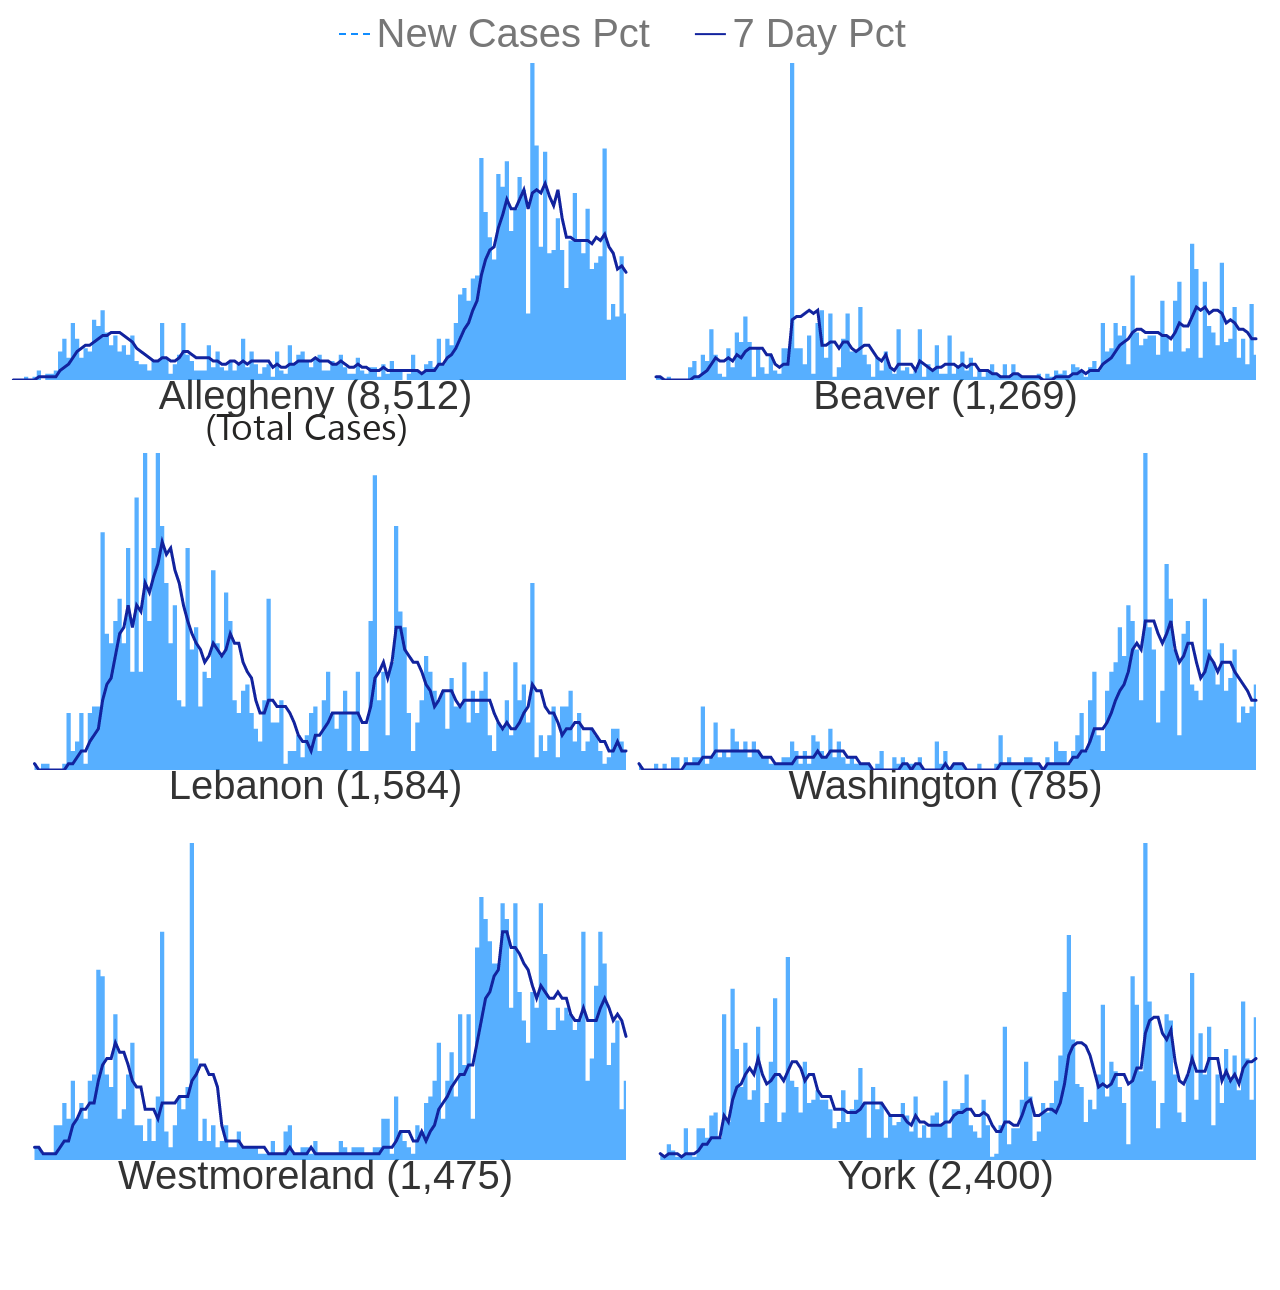 New Cases Pct 7 Day Pct
Allegheny (8,512) Beaver (1,269)
(Total Cases)
Lebanon (1,584) Washington (785)
Westmoreland (1,475) York (2,400)